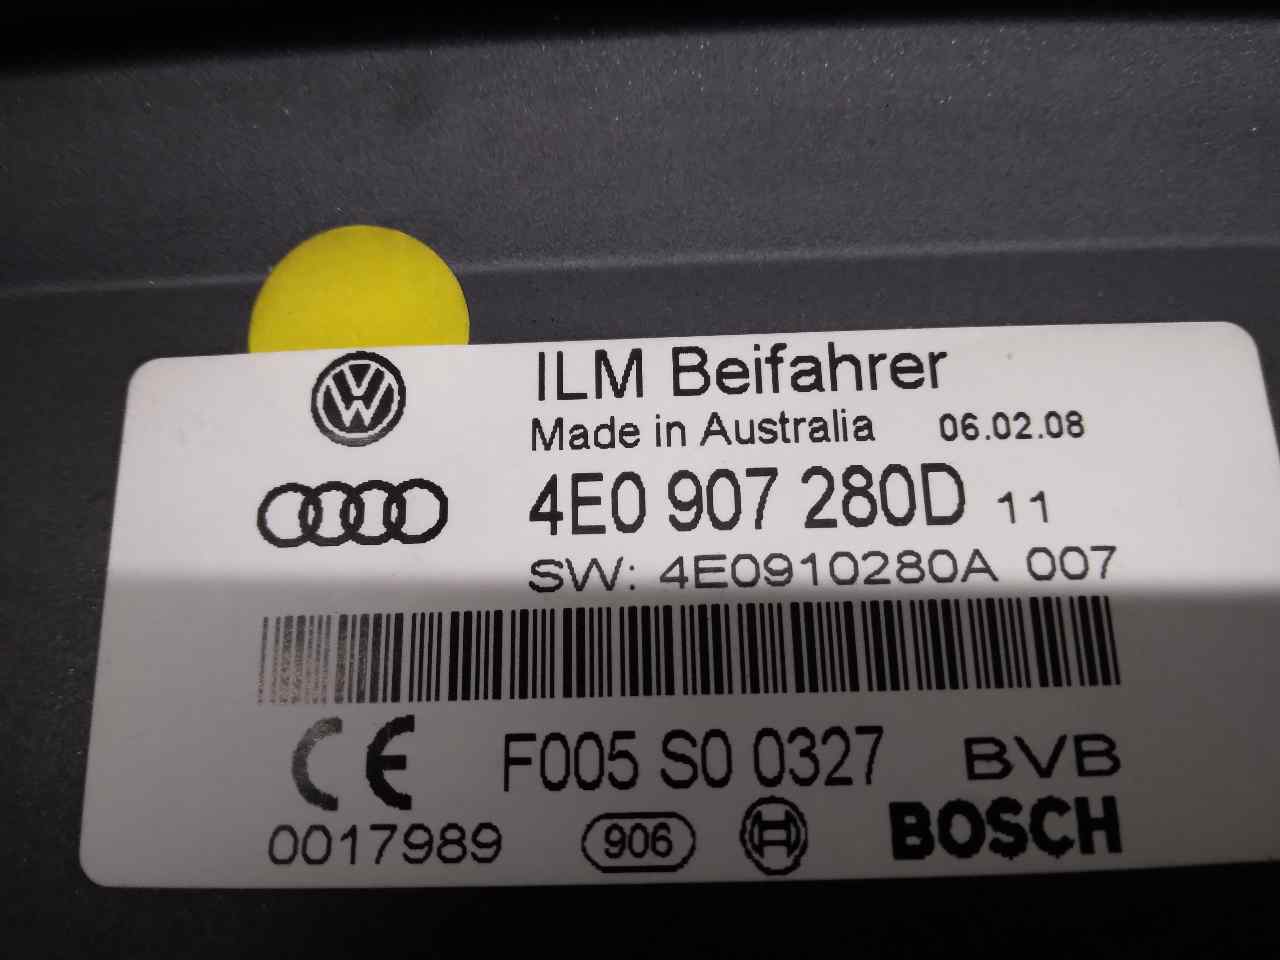 ILM Beifahrer
Made in Australia 06.02.08
4E0 907 280D 11
SW: 4E0910280A 007
CE F005 S0 0327 BVB
0017989 906 BOSCH